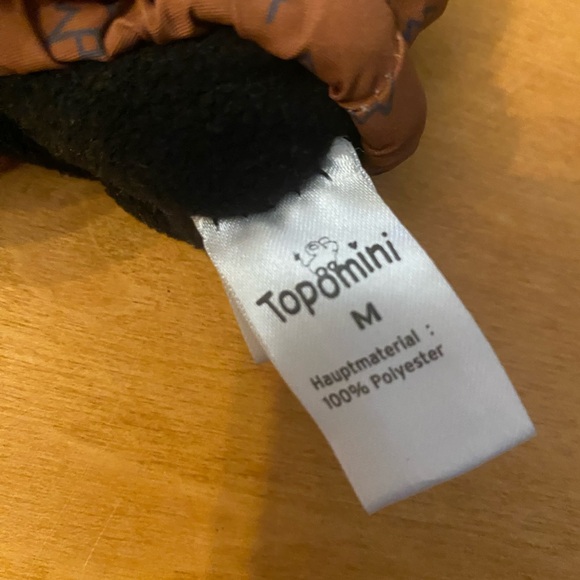 Topomini
M
Hauptmaterial :
100% Polyester